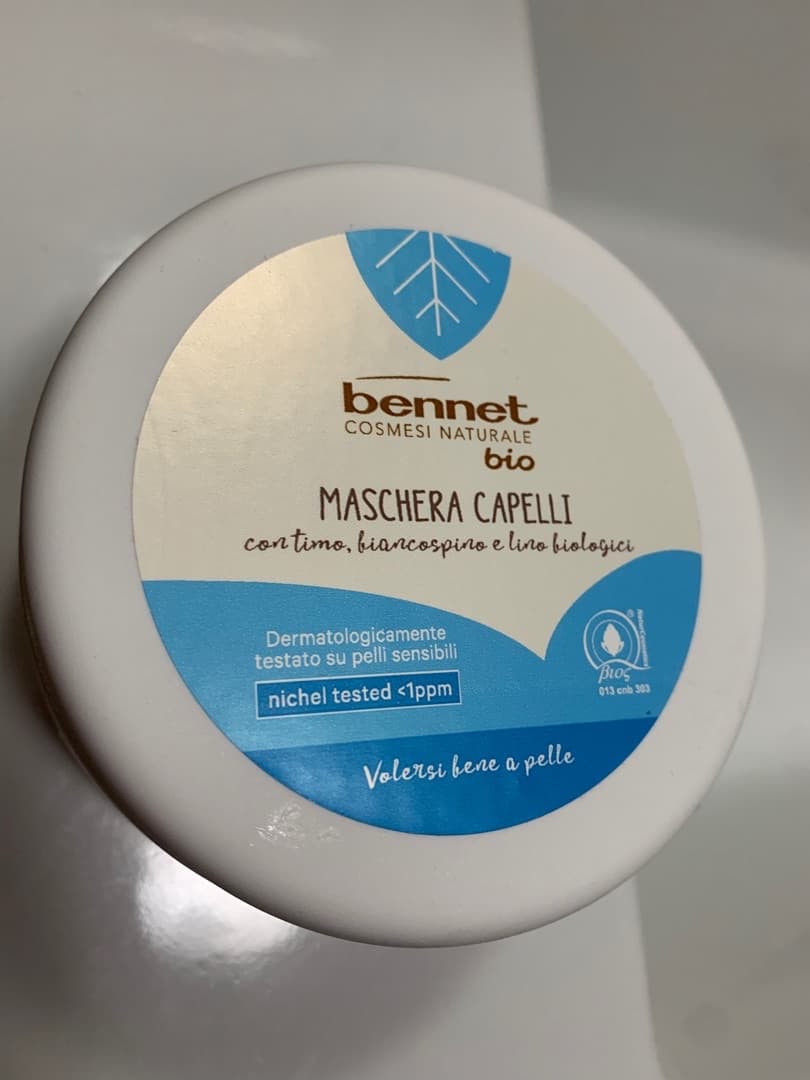 bennet
COSMESI NATURALE
bio
MASCHERA CAPELLI
con timo, biancospino e lino biologici
Dermatologicamente
testato su pelli sensibili
nichel tested <1ppm
βιος
013 cnb 303
Volersi bene a pelle